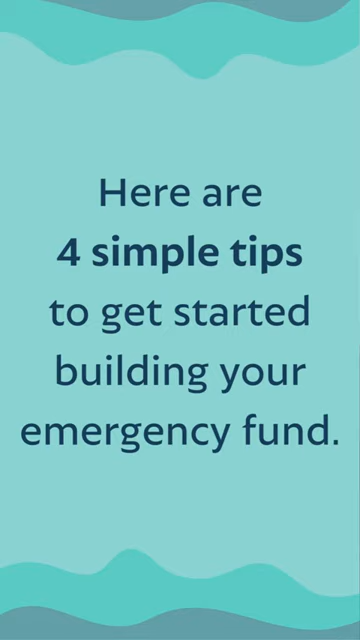 Here are
4 simple tips
to get started
building your
emergency fund.